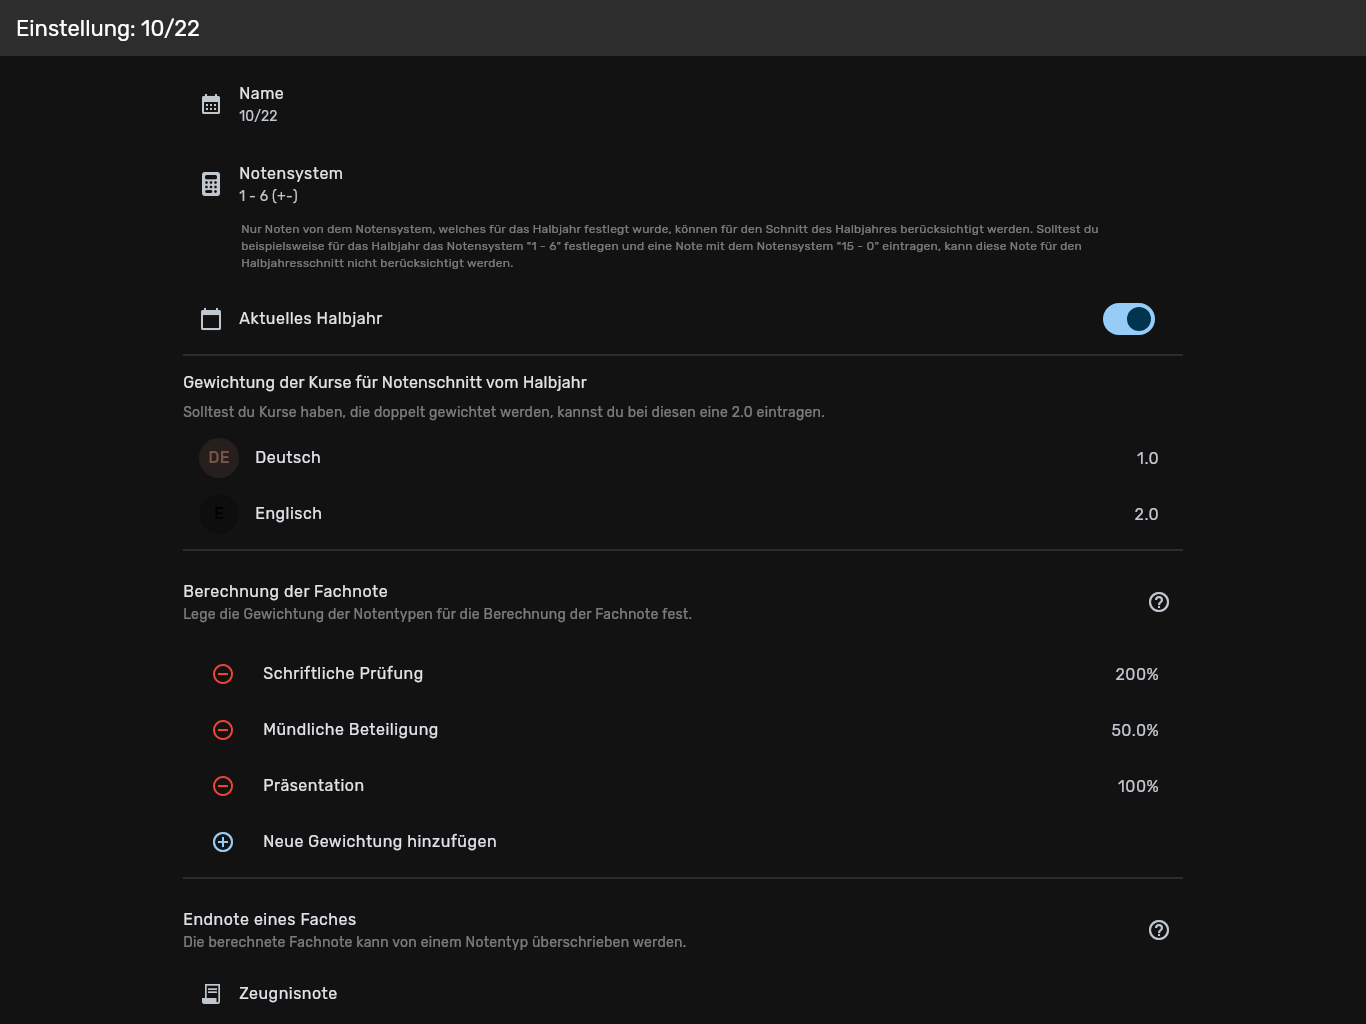 Einstellung: 10/22
Name
10/22
Notensystem
1 - 6 (+-)
Nur Noten von dem Notensystem, welches für das Halbjahr festlegt wurde, können für den Schnitt des Halbjahres berücksichtigt werden. Solltest du
beispielsweise für das Halbjahr das Notensystem "1 - 6" festlegen und eine Note mit dem Notensystem "15 - 0" eintragen, kann diese Note für den
Halbjahresschnitt nicht berücksichtigt werden.
Aktuelles Halbjahr
Gewichtung der Kurse für Notenschnitt vom Halbjahr
Solltest du Kurse haben, die doppelt gewichtet werden, kannst du bei diesen eine 2.0 eintragen.
DE Deutsch 1.0
E Englisch 2.0
Berechnung der Fachnote
Lege die Gewichtung der Notentypen für die Berechnung der Fachnote fest.
Schriftliche Prüfung 200%
Mündliche Beteiligung 50.0%
Präsentation 100%
Neue Gewichtung hinzufügen
Endnote eines Faches
Die berechnete Fachnote kann von einem Notentyp überschrieben werden.
Zeugnisnote